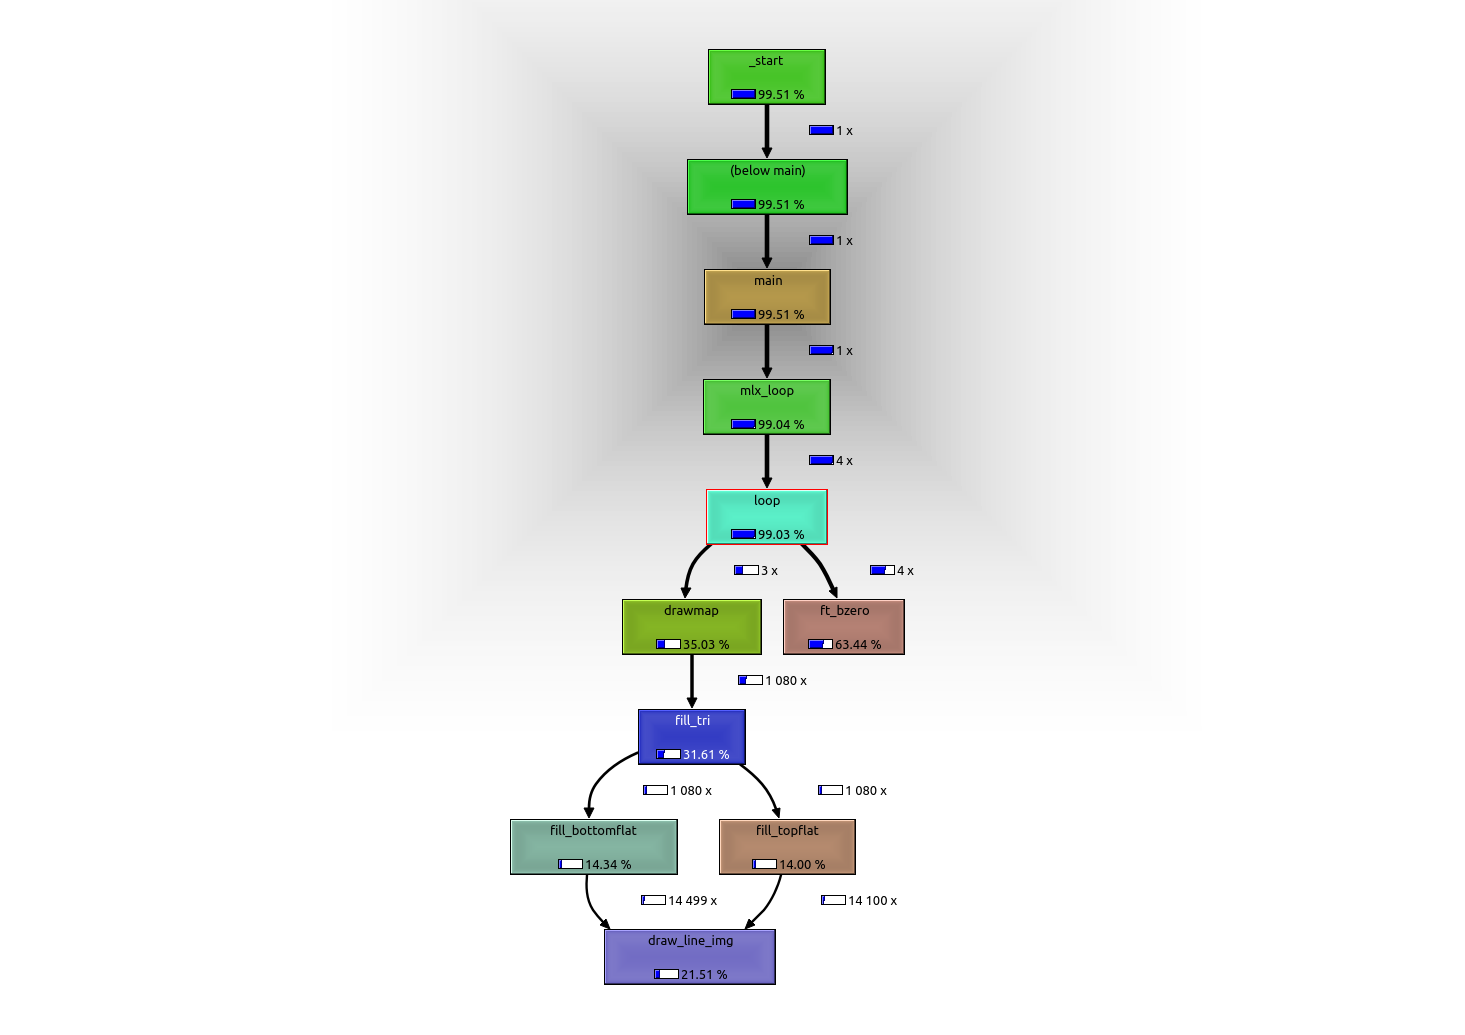 _start
99.51 %
1 x
(below main)
99.51 %
1 x
main
99.51 %
1 x
mlx_loop
99.04 %
4 x
loop
99.03 %
3 x
4 x
drawmap
35.03 %
ft_bzero
63.44 %
1 080 x
fill_tri
31.61 %
1 080 x
1 080 x
fill_bottomflat
14.34 %
fill_topflat
14.00 %
14 499 x
14 100 x
draw_line_img
21.51 %